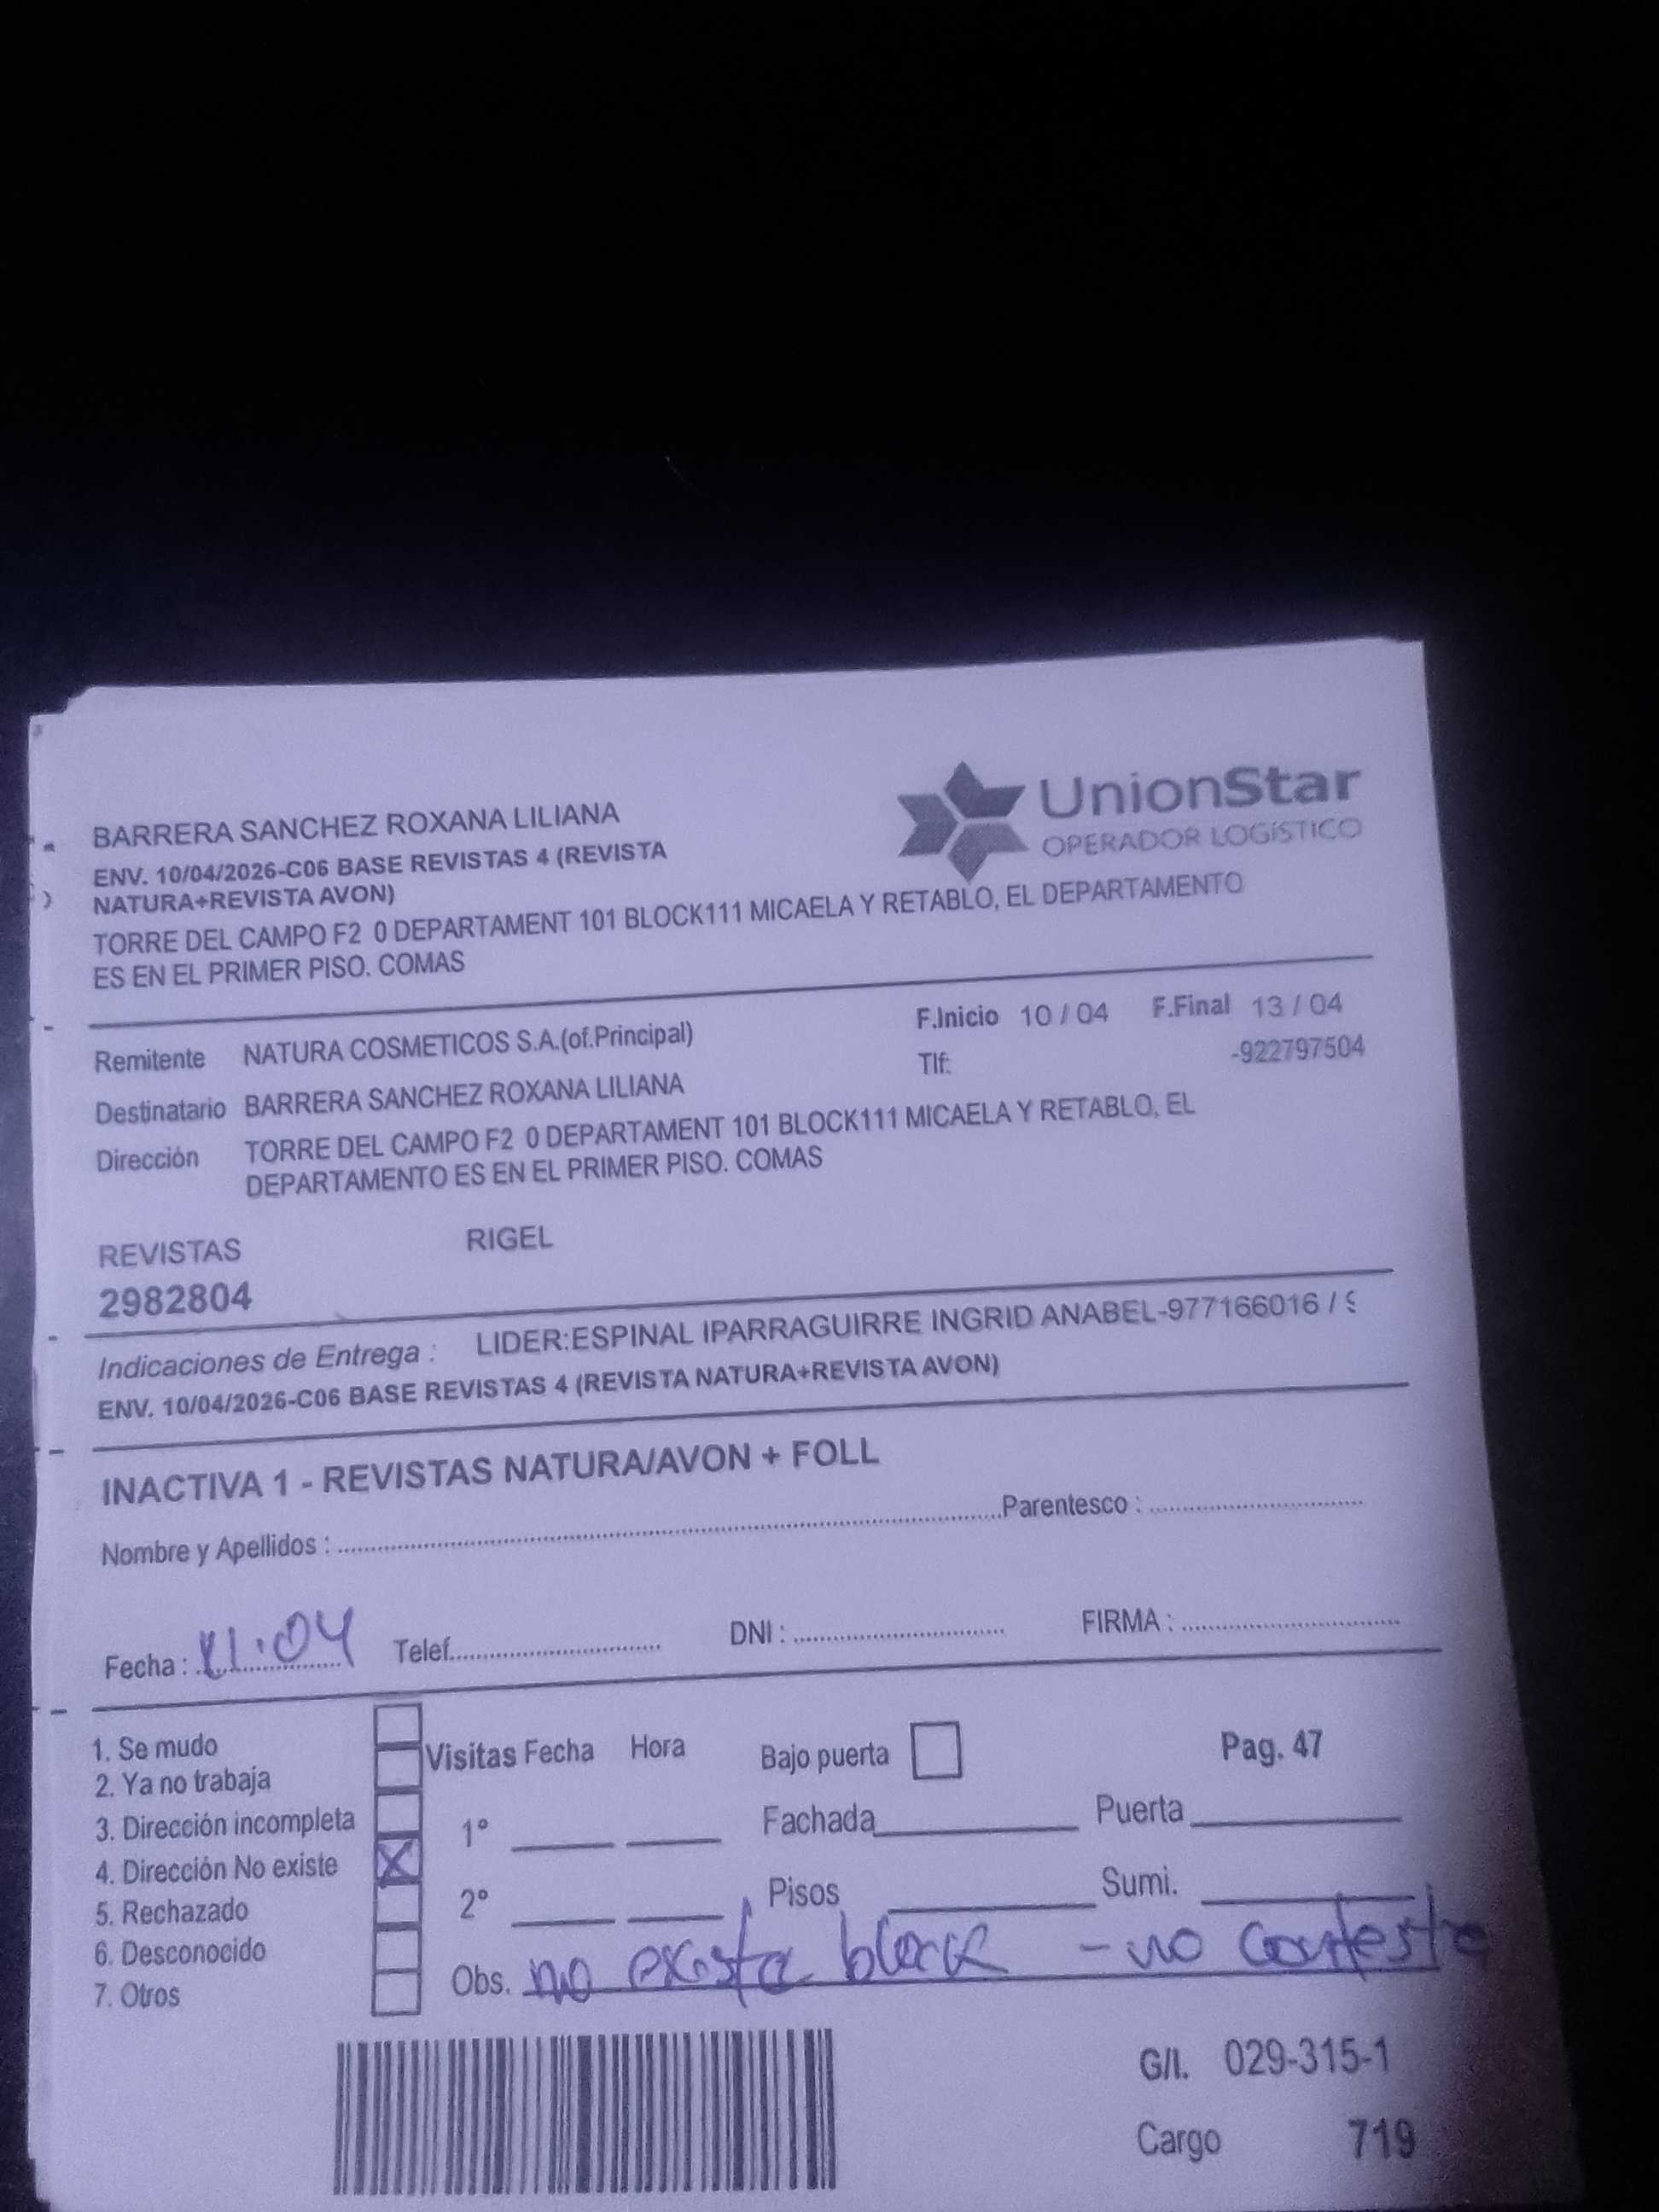 BARRERA SANCHEZ ROXANA LILIANA
UnionStar
OPERADOR LOGÍSTICO
ENV. 10/04/2026-C06 BASE REVISTAS 4 (REVISTA
NATURA+REVISTA AVON)
TORRE DEL CAMPO F2 0 DEPARTAMENT 101 BLOCK111 MICAELA Y RETABLO, EL DEPARTAMENTO
ES EN EL PRIMER PISO. COMAS
Remitente NATURA COSMETICOS S.A.(of.Principal) F.Inicio 10 / 04 F.Final 13 / 04
Destinatario BARRERA SANCHEZ ROXANA LILIANA Tlf: -922797504
Dirección TORRE DEL CAMPO F2 0 DEPARTAMENT 101 BLOCK111 MICAELA Y RETABLO, EL
DEPARTAMENTO ES EN EL PRIMER PISO. COMAS
REVISTAS RIGEL
2982804
Indicaciones de Entrega : LIDER:ESPINAL IPARRAGUIRRE INGRID ANABEL-977166016 /
ENV. 10/04/2026-C06 BASE REVISTAS 4 (REVISTA NATURA+REVISTA AVON)
INACTIVA 1 - REVISTAS NATURA/AVON + FOLL
Nombre y Apellidos : Parentesco :
Fecha : 11.04 Telef. DNI : FIRMA :
1. Se mudo
2. Ya no trabaja
3. Dirección incompleta
4. Dirección No existe X
5. Rechazado
6. Desconocido
7. Otros
Visitas Fecha Hora Bajo puerta Pag. 47
1° Fachada Puerta
2° Pisos Sumi.
Obs. no existe block - no contesta
G/I. 029-315-1
Cargo 719